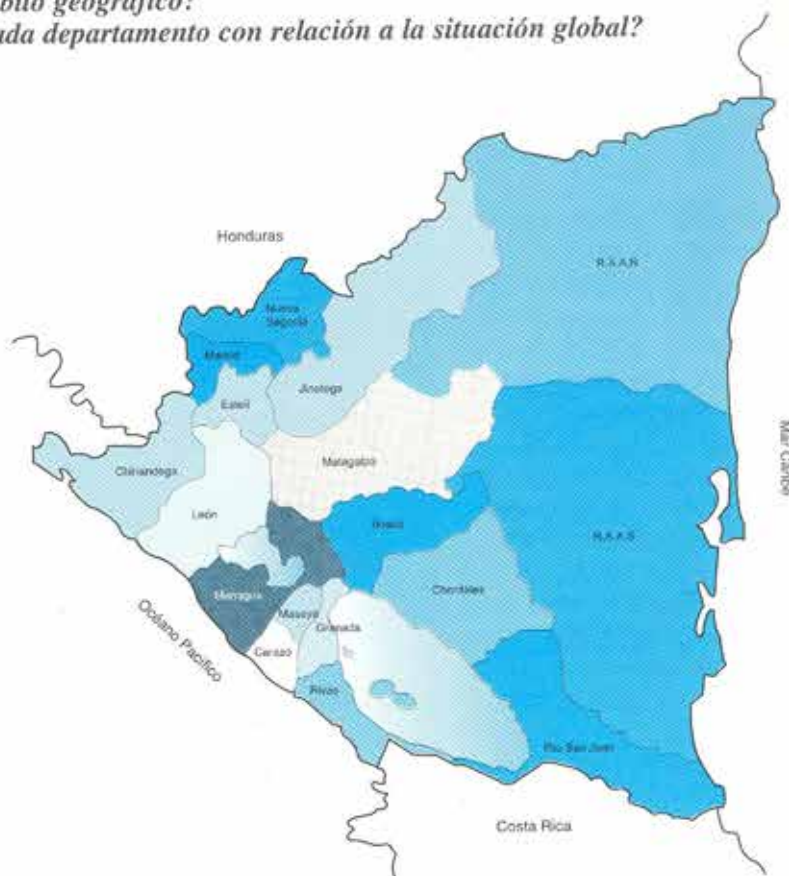 bito geográfico?
ada departamento con relación a la situación global?
Honduras
R.A.A.N
Nueva
Segovia
Madriz
Estelí
Jinotega
Chinandega
Matagalpa
León
Boaco
R.A.A.S
Mar Caribe
Managua
Chontales
Masaya
Granada
Carazo
Océano Pacífico
Rivas
Río San Juan
Costa Rica